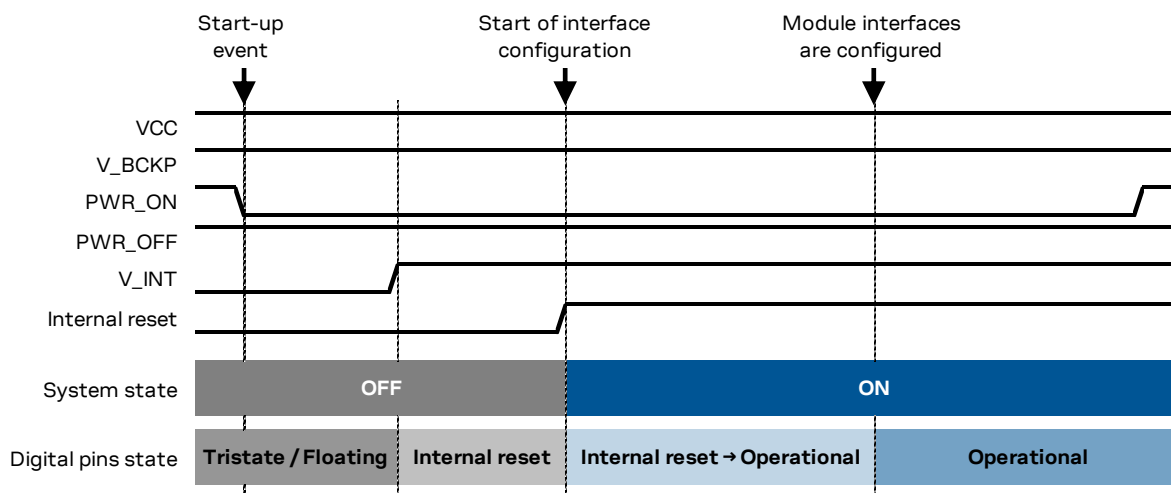 Start-up
event
Start of interface
configuration
Module interfaces
are configured
VCC
V_BCKP
PWR_ON
PWR_OFF
V_INT
Internal reset
System state
OFF
ON
Digital pins state
Tristate / Floating
Internal reset
Internal reset → Operational
Operational